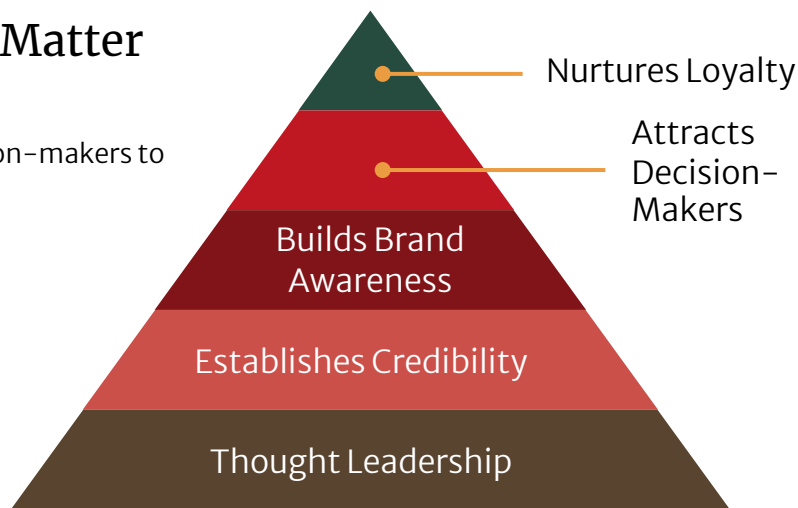 Matter
on-makers to
Nurtures Loyalty
Attracts
Decision-
Makers
Builds Brand
Awareness
Establishes Credibility
Thought Leadership